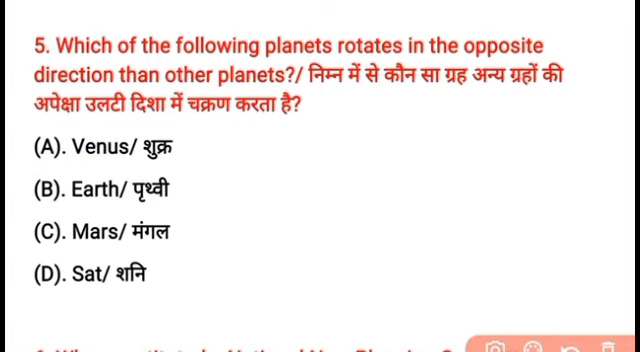 5. Which of the following planets rotates in the opposite
direction than other planets?/ निम्न में से कौन सा ग्रह अन्य ग्रहों की
अपेक्षा उलटी दिशा में चक्रण करता है?
(A). Venus/ शुक्र
(B). Earth/ पृथ्वी
(C). Mars/ मंगल
(D). Sat/ शनि